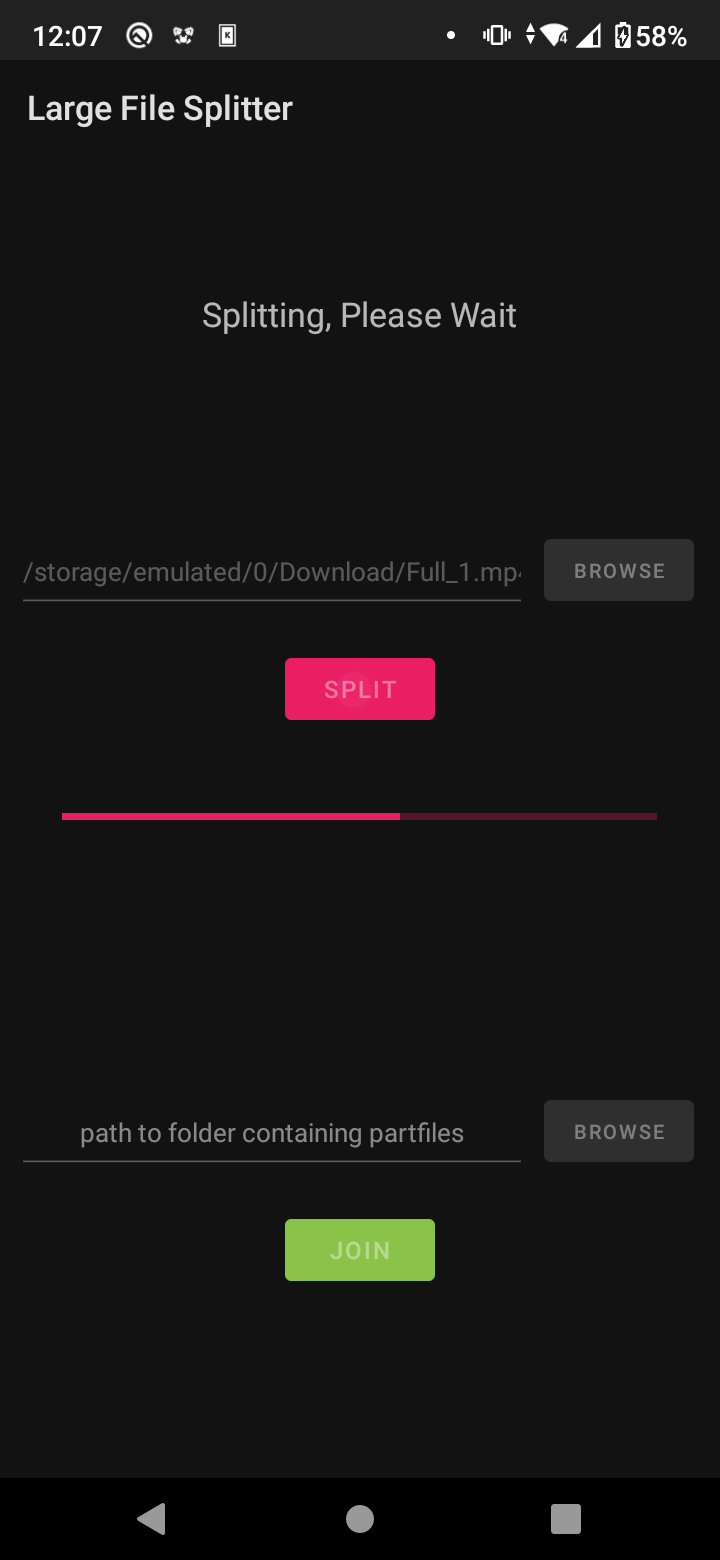 12:07 58%
Large File Splitter
Splitting, Please Wait
/storage/emulated/0/Download/Full_1.mp4
BROWSE
SPLIT
path to folder containing partfiles
BROWSE
JOIN